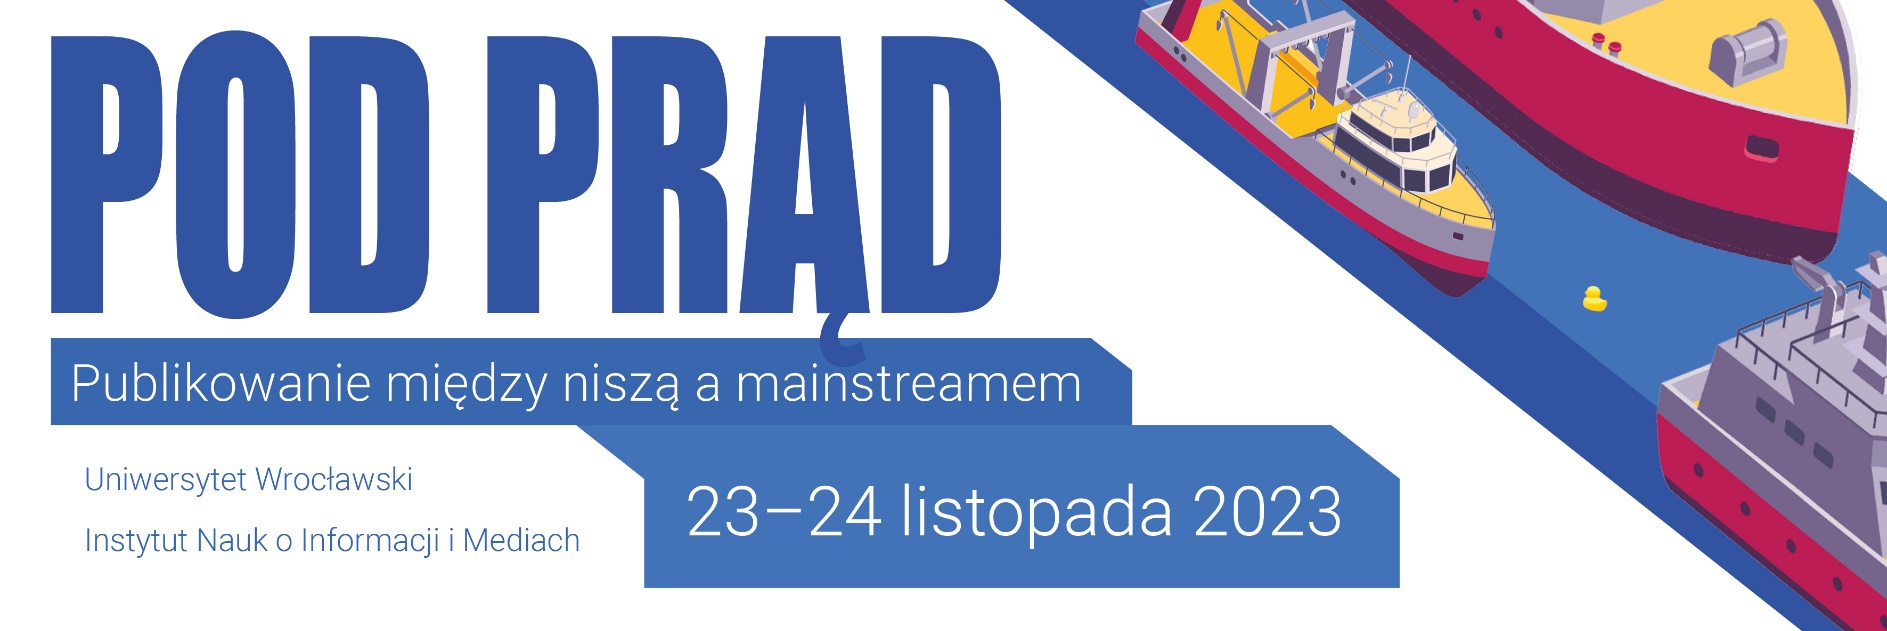 POD PRĄD
Publikowanie między niszą a mainstreamem
Uniwersytet Wrocławski
Instytut Nauk o Informacji i Mediach
23–24 listopada 2023